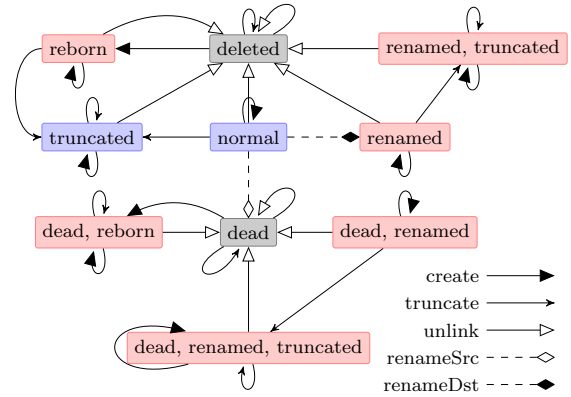 reborn
deleted
renamed, truncated
truncated
normal
renamed
dead, reborn
dead
dead, renamed
create
truncate
unlink
dead, renamed, truncated
renameSrc
renameDst